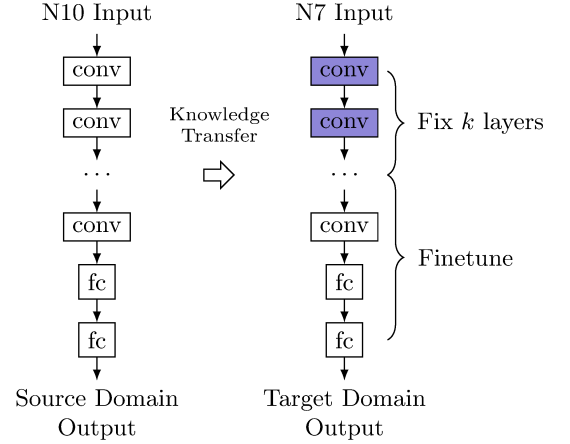 N10 Input
conv
conv
...
conv
fc
fc
Source Domain
Output
Knowledge
Transfer
N7 Input
conv
conv
...
conv
fc
fc
Target Domain
Output
Fix k layers
Finetune